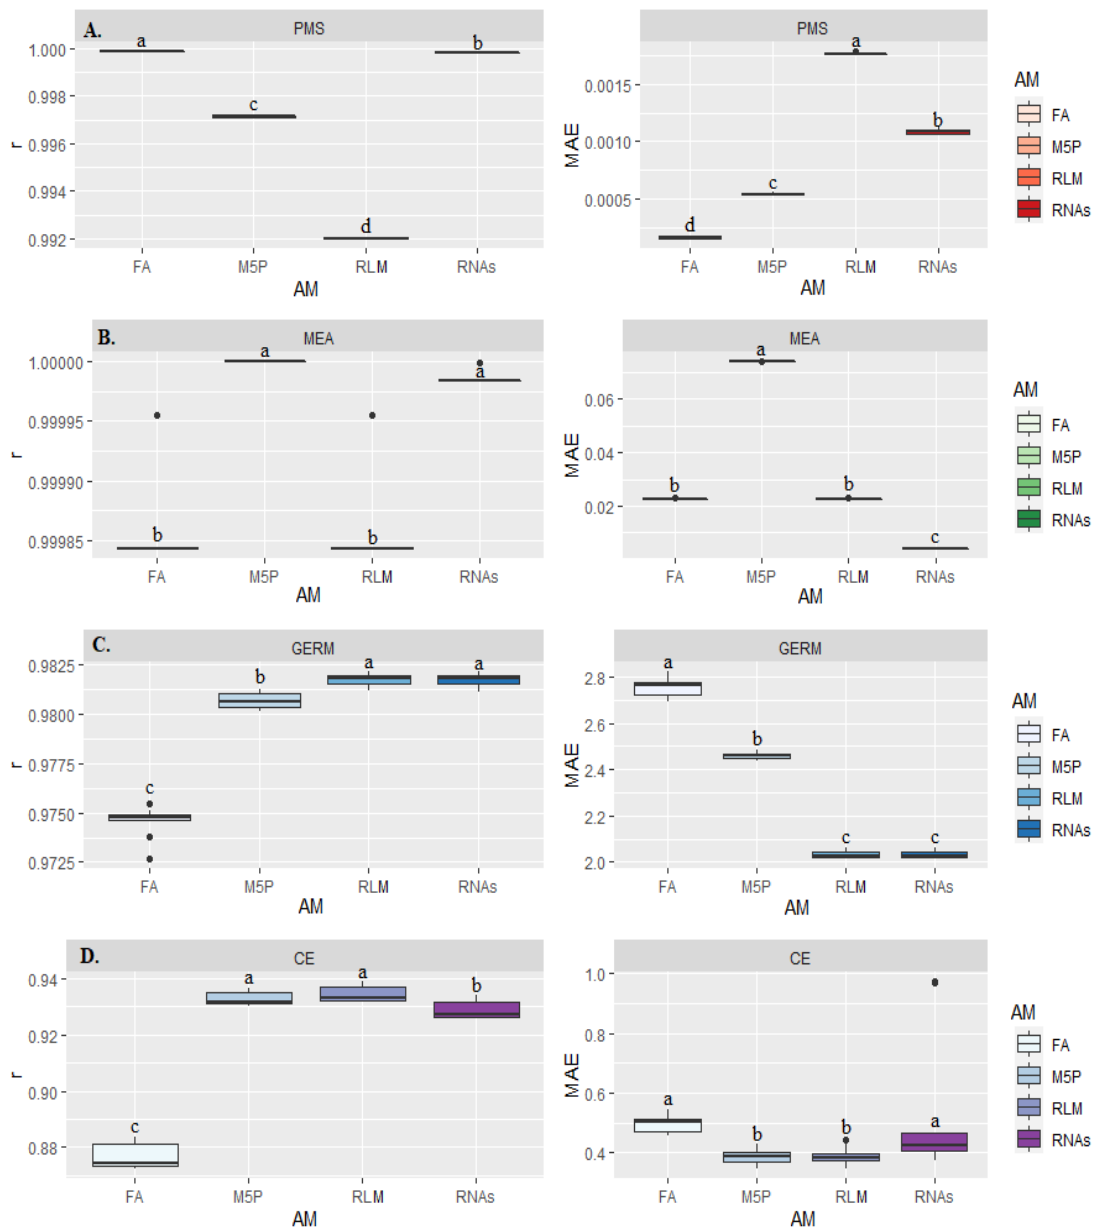 A.
PMS
1.000
0.998
0.996
0.994
0.992
r
a
c
d
b
FA M5P RLM RNAs
AM
PMS
0.0015
0.0010
0.0005
MAE
d
c
a
b
FA M5P RLM RNAs
AM
AM
FA
M5P
RLM
RNAs
B.
MEA
1.00000
0.99995
0.99990
0.99985
r
b
a
b
a
FA M5P RLM RNAs
AM
MEA
0.06
0.04
0.02
MAE
b
a
b
c
FA M5P RLM RNAs
AM
AM
FA
M5P
RLM
RNAs
C.
GERM
0.9825
0.9800
0.9775
0.9750
0.9725
r
c
b
a
a
FA M5P RLM RNAs
AM
GERM
2.8
2.6
2.4
2.2
2.0
MAE
a
b
c
c
FA M5P RLM RNAs
AM
AM
FA
M5P
RLM
RNAs
D.
CE
0.94
0.92
0.90
0.88
r
c
a
a
b
FA M5P RLM RNAs
AM
CE
1.0
0.8
0.6
0.4
MAE
a
b
b
a
FA M5P RLM RNAs
AM
AM
FA
M5P
RLM
RNAs